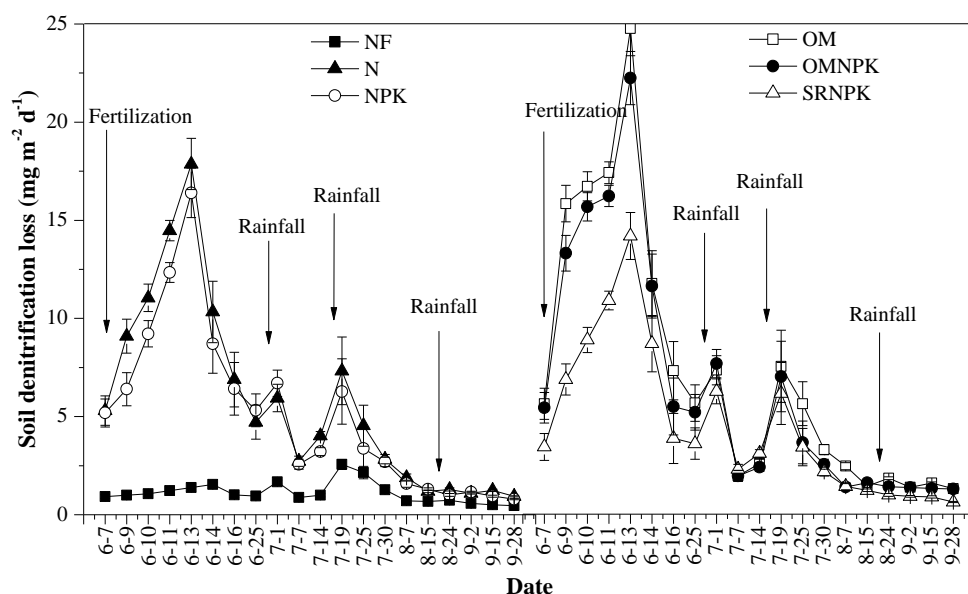 25
20
15
10
5
0
Soil denitrification loss (mg m⁻² d⁻¹)
NF
N
NPK
OM
OMNPK
SRNPK
Fertilization
Rainfall
Rainfall
Rainfall
Fertilization
Rainfall
Rainfall
Rainfall
6-7
6-9
6-10
6-11
6-13
6-14
6-16
6-25
7-1
7-7
7-14
7-19
7-25
7-30
8-7
8-15
8-24
9-2
9-15
9-28
6-7
6-9
6-10
6-11
6-13
6-14
6-16
6-25
7-1
7-7
7-14
7-19
7-25
7-30
8-7
8-15
8-24
9-2
9-15
9-28
Date